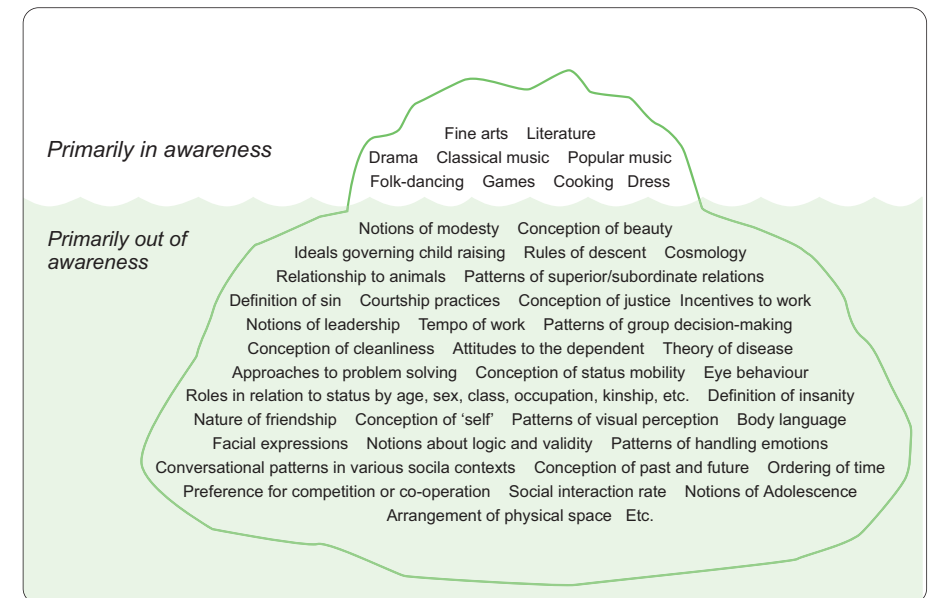 Primarily in awareness
Fine arts Literature
Drama Classical music Popular music
Folk-dancing Games Cooking Dress
Primarily out of
awareness
Notions of modesty Conception of beauty
Ideals governing child raising Rules of descent Cosmology
Relationship to animals Patterns of superior/subordinate relations
Definition of sin Courtship practices Conception of justice Incentives to work
Notions of leadership Tempo of work Patterns of group decision-making
Conception of cleanliness Attitudes to the dependent Theory of disease
Approaches to problem solving Conception of status mobility Eye behaviour
Roles in relation to status by age, sex, class, occupation, kinship, etc. Definition of insanity
Nature of friendship Conception of ‘self’ Patterns of visual perception Body language
Facial expressions Notions about logic and validity Patterns of handling emotions
Conversational patterns in various socila contexts Conception of past and future Ordering of time
Preference for competition or co-operation Social interaction rate Notions of Adolescence
Arrangement of physical space Etc.